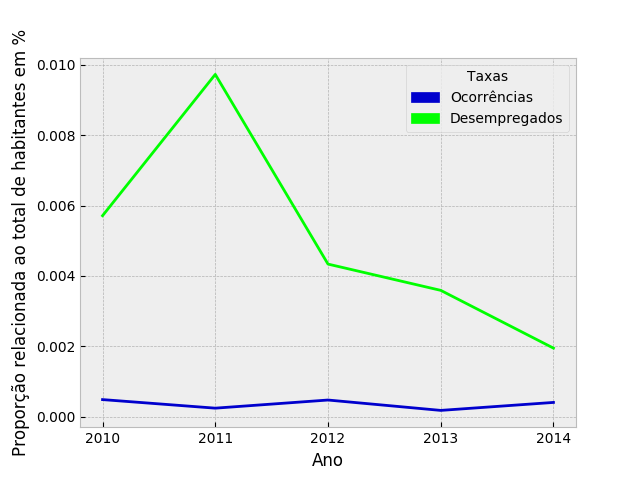 Proporção relacionada ao total de habitantes em %
0.010
0.008
0.006
0.004
0.002
0.000
Taxas
Ocorrências
Desempregados
2010 2011 2012 2013 2014
Ano